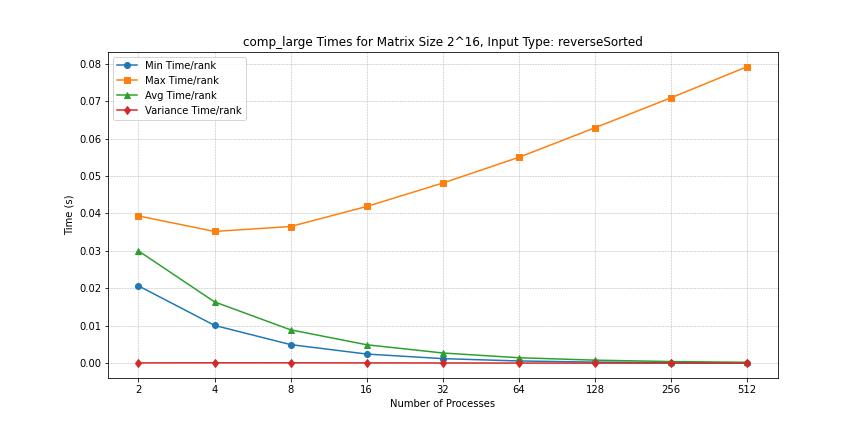 comp_large Times for Matrix Size 2^16, Input Type: reverseSorted
Min Time/rank
Max Time/rank
Avg Time/rank
Variance Time/rank
Time (s)
0.08
0.07
0.06
0.05
0.04
0.03
0.02
0.01
0.00
2 4 8 16 32 64 128 256 512
Number of Processes